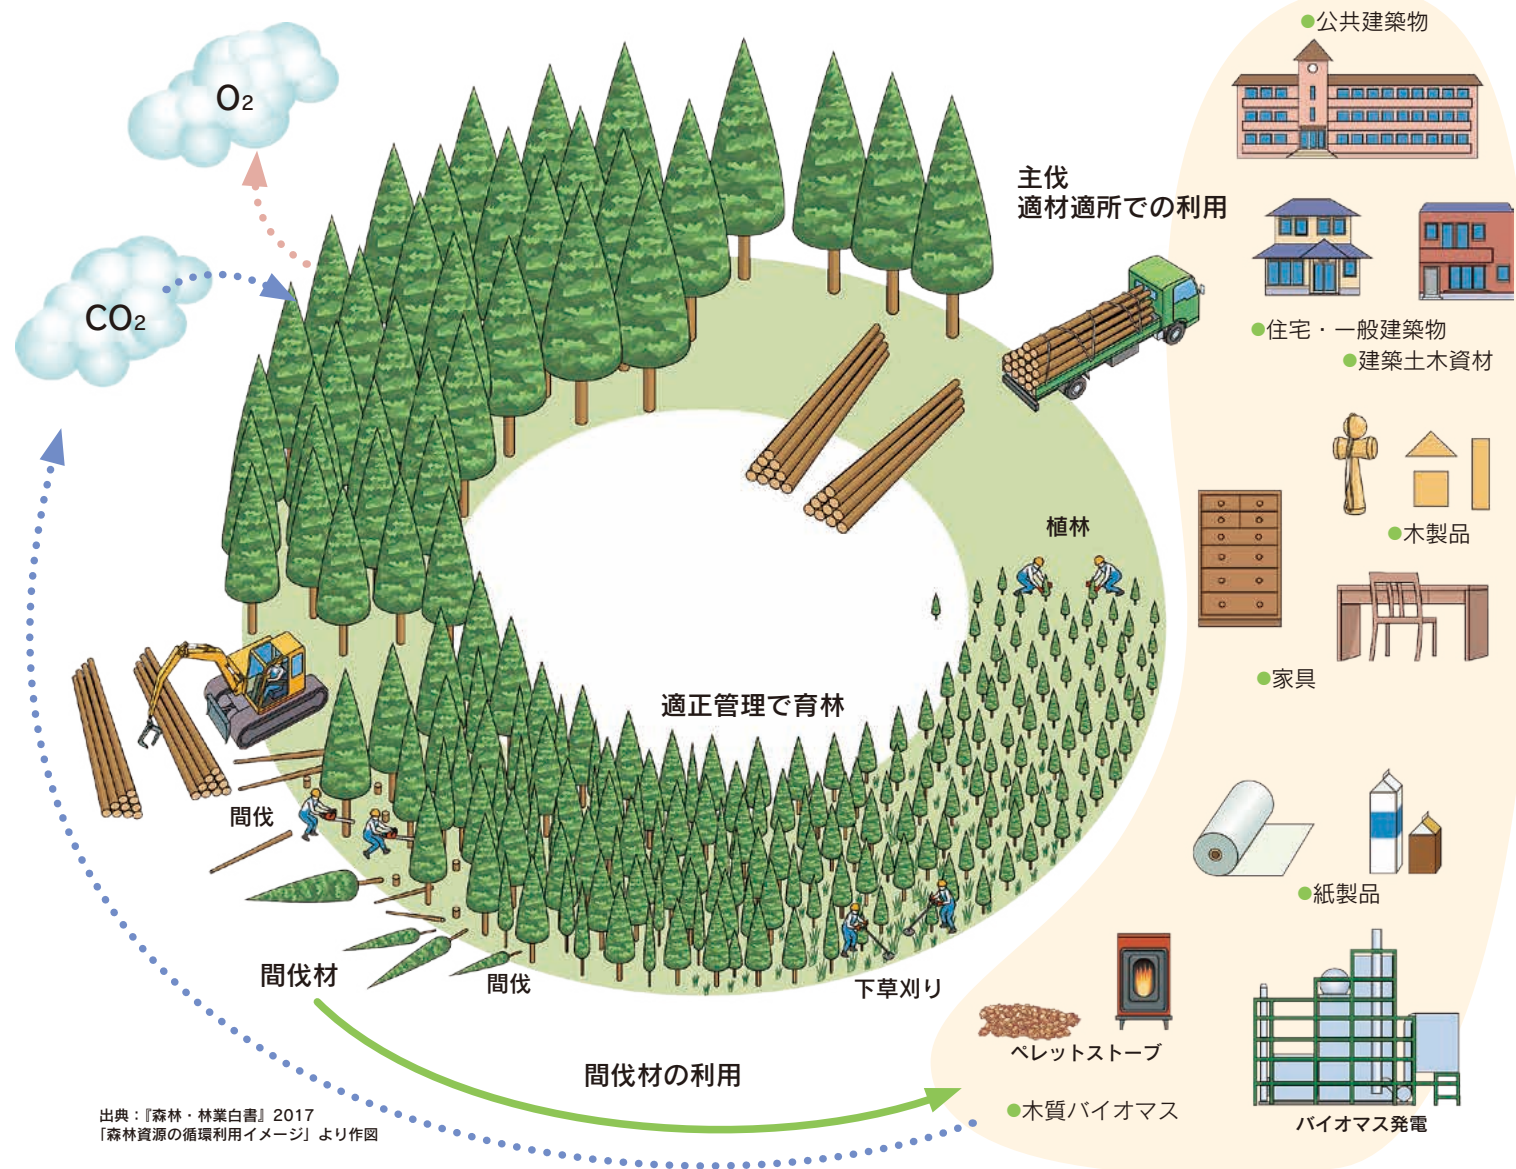 ●公共建築物
O2
主伐
適材適所での利用
CO2
●住宅・一般建築物
●建築土木資材
植林
●木製品
●家具
適正管理で育林
間伐
●紙製品
間伐材
間伐
下草刈り
ペレットストーブ
間伐材の利用
●木質バイオマス
バイオマス発電
出典：『森林・林業白書』2017
「森林資源の循環利用イメージ」より作図